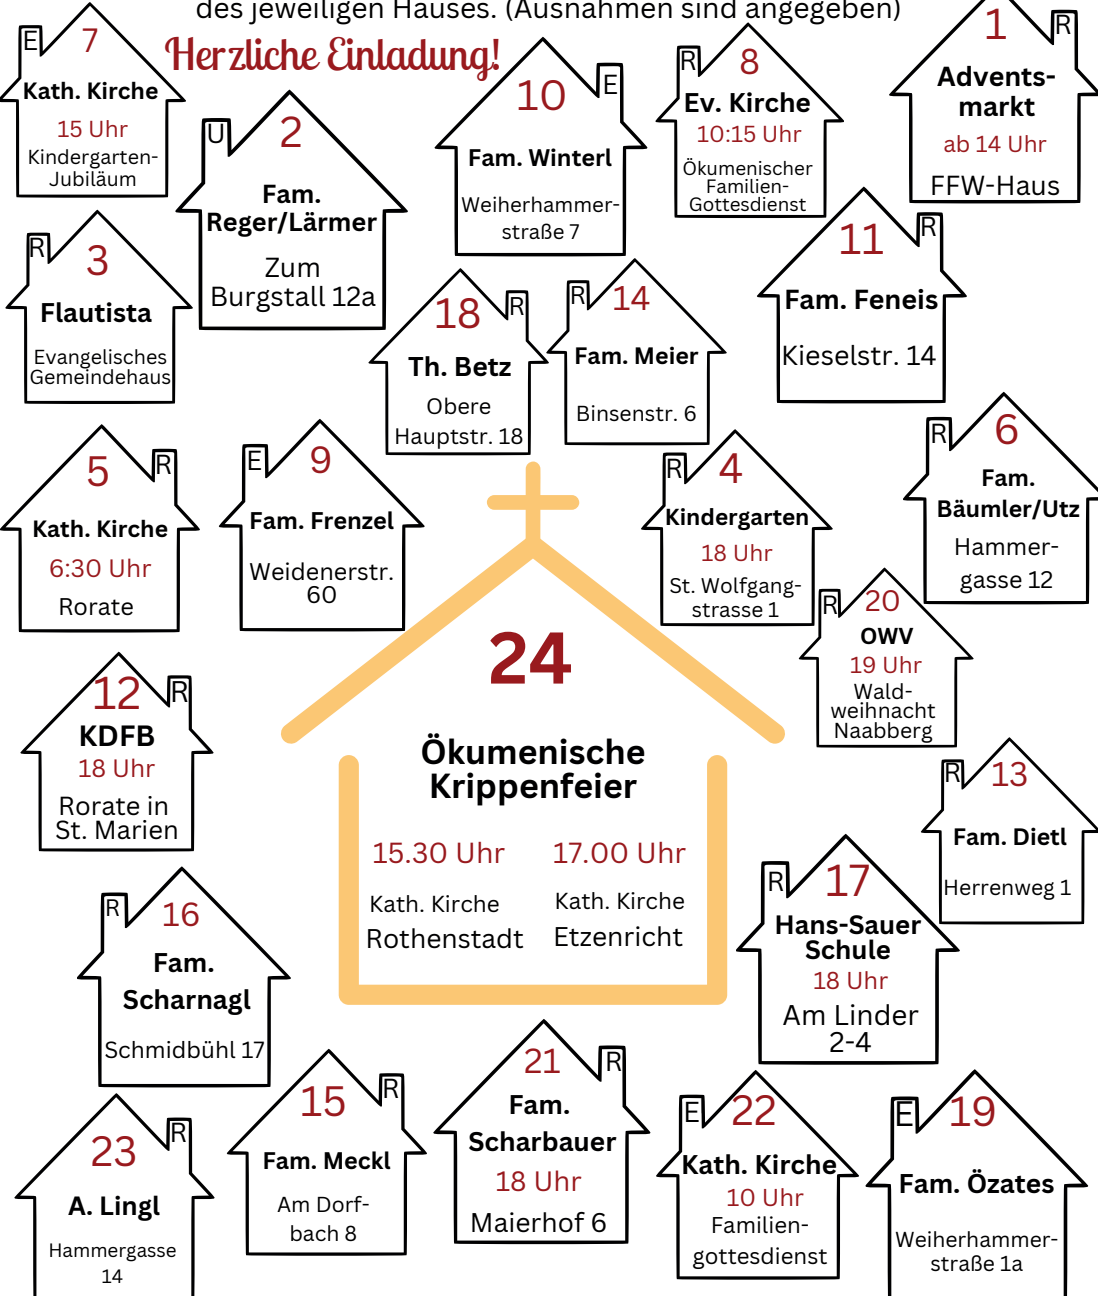 des jeweiligen Hauses. (Ausnahmen sind angegeben)
Herzliche Einladung!
E
7
Kath. Kirche
15 Uhr
Kindergarten-
Jubiläum
U
2
Fam.
Reger/Lärmer
Zum
Burgstall 12a
10
E
Fam. Winterl
Weiherhammer-
straße 7
R
8
Ev. Kirche
10:15 Uhr
Ökumenischer
Familien-
Gottesdienst
1
R
Advents-
markt
ab 14 Uhr
FFW-Haus
R
3
Flautista
Evangelisches
Gemeindehaus
18
R
Th. Betz
Obere
Hauptstr. 18
R
14
Fam. Meier
Binsenstr. 6
11
R
Fam. Feneis
Kieselstr. 14
5
R
Kath. Kirche
6:30 Uhr
Rorate
E
9
Fam. Frenzel
Weidenerstr.
60
R
4
Kindergarten
18 Uhr
St. Wolfgang-
strasse 1
R
6
Fam.
Bäumler/Utz
Hammer-
gasse 12
R
20
OWV
19 Uhr
Wald-
weihnacht
Naabberg
12
R
KDFB
18 Uhr
Rorate in
St. Marien
24
Ökumenische
Krippenfeier
15.30 Uhr 17.00 Uhr
Kath. Kirche Kath. Kirche
Rothenstadt Etzenricht
R
13
Fam. Dietl
Herrenweg 1
R
16
Fam.
Scharnagl
Schmidbühl 17
R
17
Hans-Sauer
Schule
18 Uhr
Am Linder
2-4
23
R
A. Lingl
Hammergasse
14
15
R
Fam. Meckl
Am Dorf-
bach 8
21
R
Fam.
Scharbauer
18 Uhr
Maierhof 6
E
22
Kath. Kirche
10 Uhr
Familien-
gottesdienst
E
19
Fam. Özates
Weiherhammer-
straße 1a